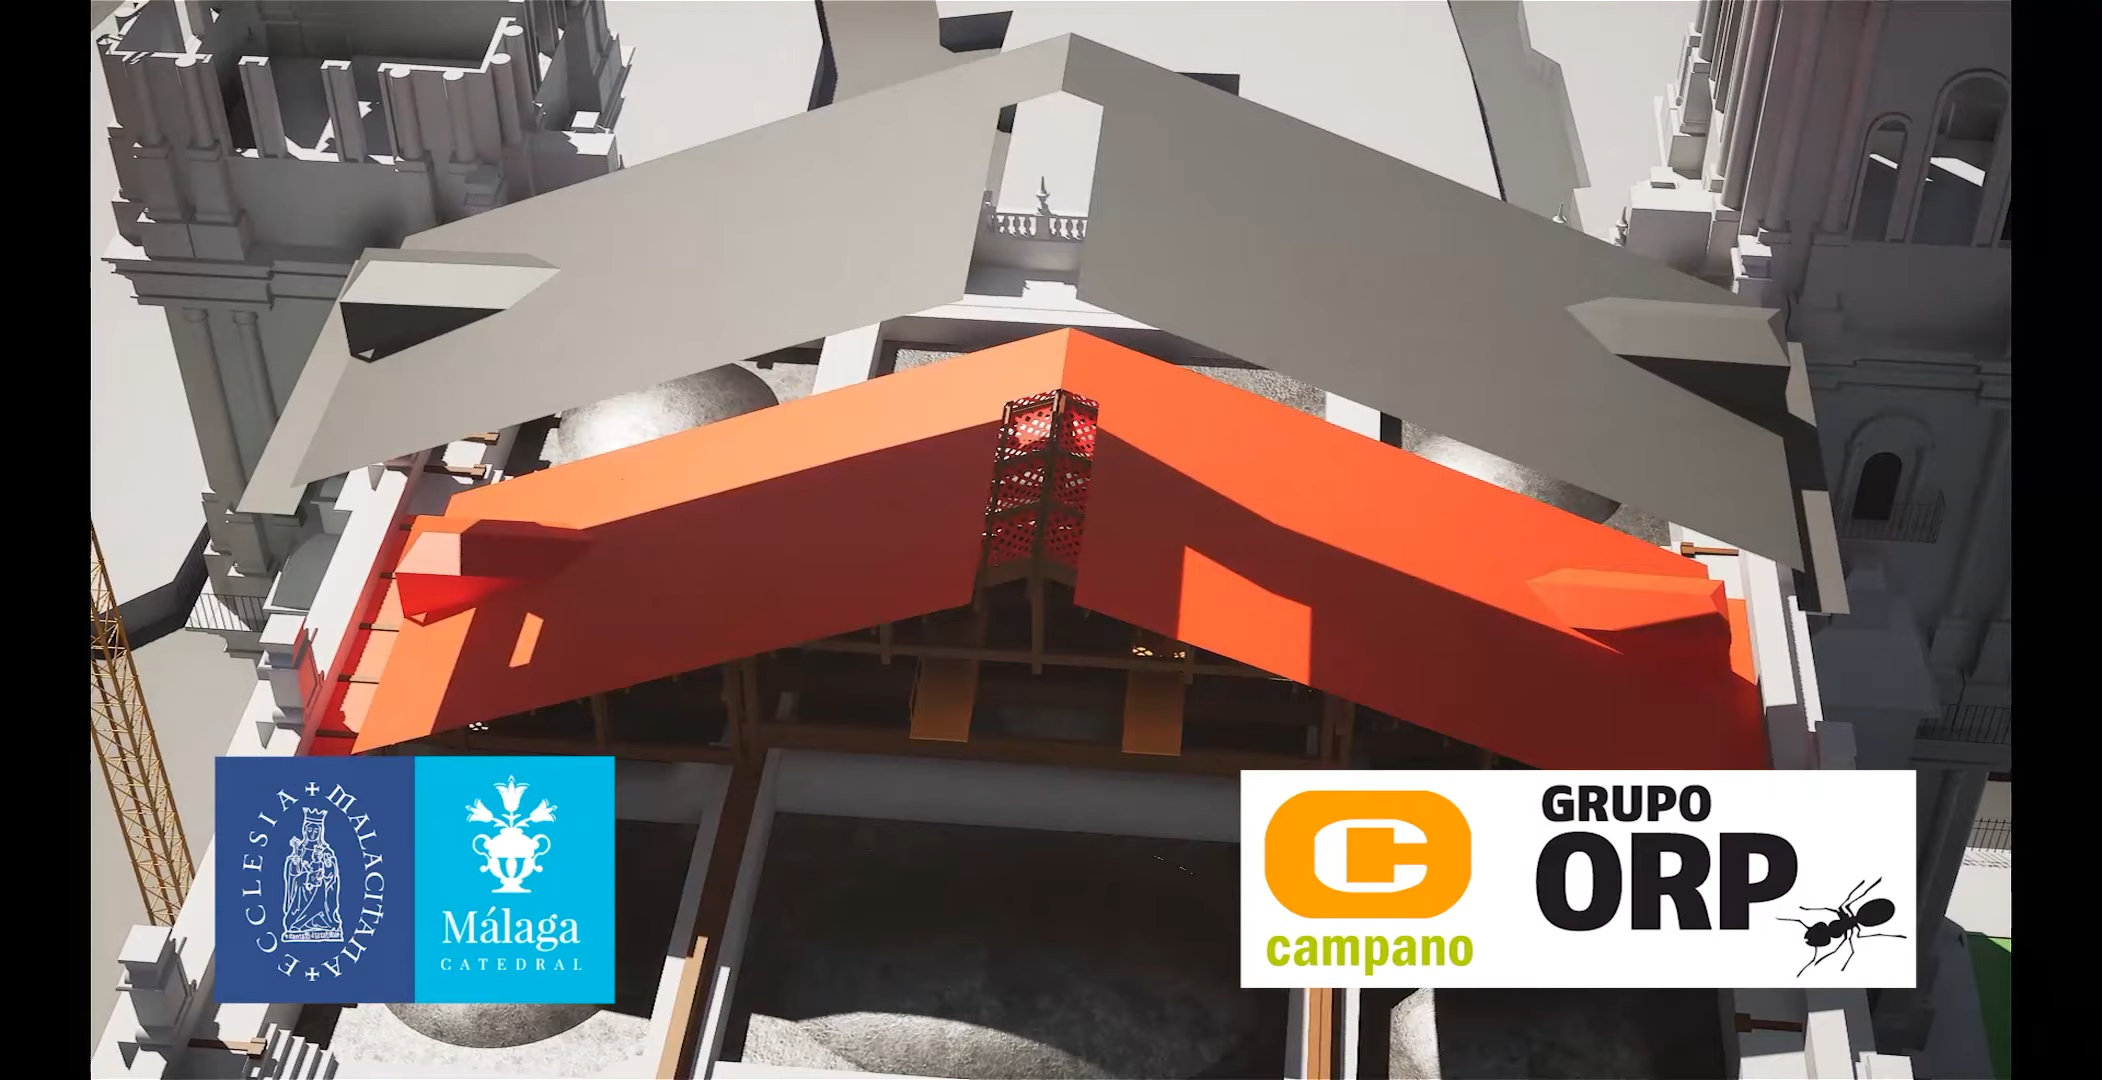 ECCLESIA MALACITANA
Málaga
CATEDRAL
campano
GRUPO
ORP